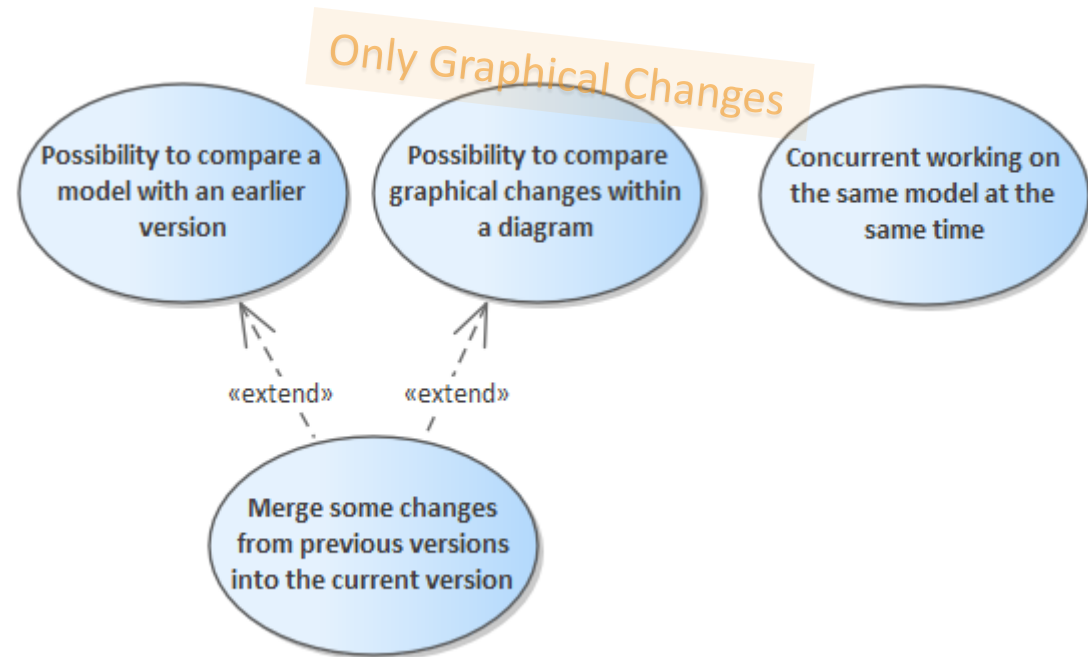 Only Graphical Changes
Possibility to compare a
model with an earlier
version
Possibility to compare
graphical changes within
a diagram
Concurrent working on
the same model at the
same time
«extend»
«extend»
Merge some changes
from previous versions
into the current version